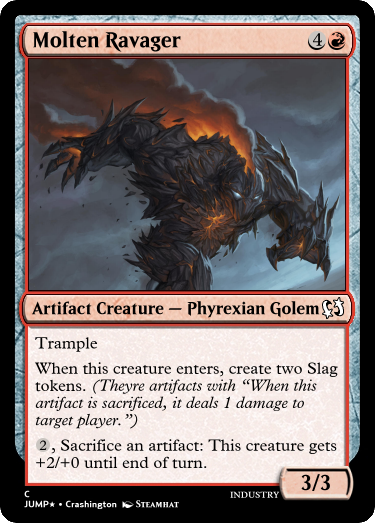 Molten Ravager 4
Artifact Creature — Phyrexian Golem
Trample
When this creature enters, create two Slag
tokens. (Theyre artifacts with “When this
artifact is sacrificed, it deals 1 damage to
target player.”)
2, Sacrifice an artifact: This creature gets
+2/+0 until end of turn.
3/3
C
INDUSTRY
JUMP★ • Crashington STEAMHAT